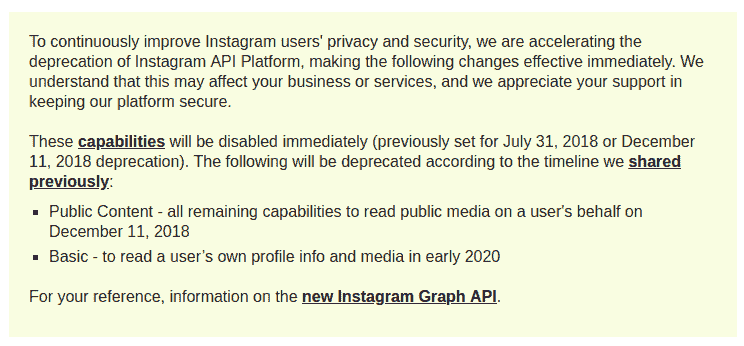 To continuously improve Instagram users' privacy and security, we are accelerating the
deprecation of Instagram API Platform, making the following changes effective immediately. We
understand that this may affect your business or services, and we appreciate your support in
keeping our platform secure.
These capabilities will be disabled immediately (previously set for July 31, 2018 or December
11, 2018 deprecation). The following will be deprecated according to the timeline we shared
previously:
▪ Public Content - all remaining capabilities to read public media on a user's behalf on
December 11, 2018
▪ Basic - to read a user’s own profile info and media in early 2020
For your reference, information on the new Instagram Graph API.